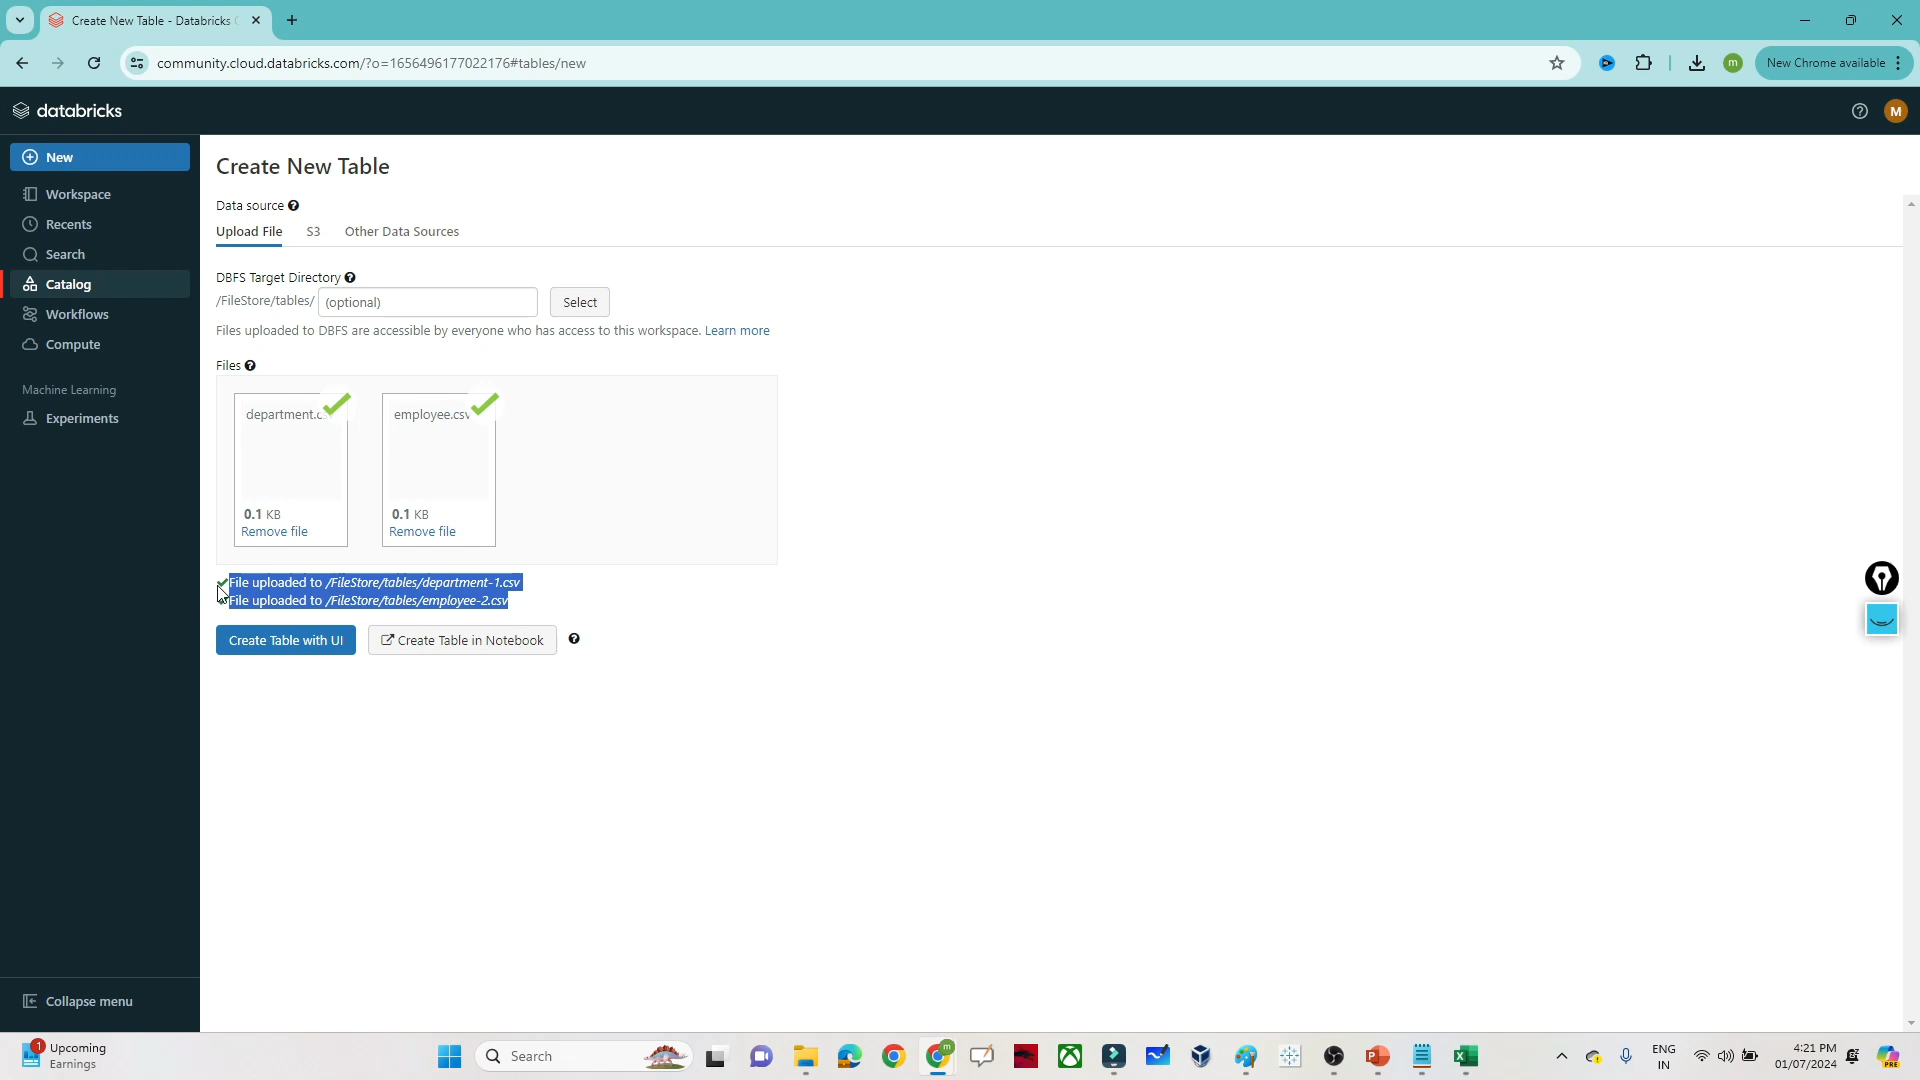 Create New Table - Databricks C
community.cloud.databricks.com/?o=1656496177022176#tables/new
New Chrome available
m
databricks
M
New
Workspace
Recents
Search
Catalog
Workflows
Compute
Machine Learning
Experiments
Collapse menu
Create New Table
Data source
Upload File S3 Other Data Sources
DBFS Target Directory
/FileStore/tables/ (optional) Select
Files uploaded to DBFS are accessible by everyone who has access to this workspace. Learn more
Files
department.c employee.csv
0.1 KB 0.1 KB
Remove file Remove file
File uploaded to /FileStore/tables/department-1.csv
File uploaded to /FileStore/tables/employee-2.csv
Create Table with UI Create Table in Notebook
1
Upcoming
Earnings
Search
m
P
X
ENG
IN
4:21 PM
01/07/2024
PRE